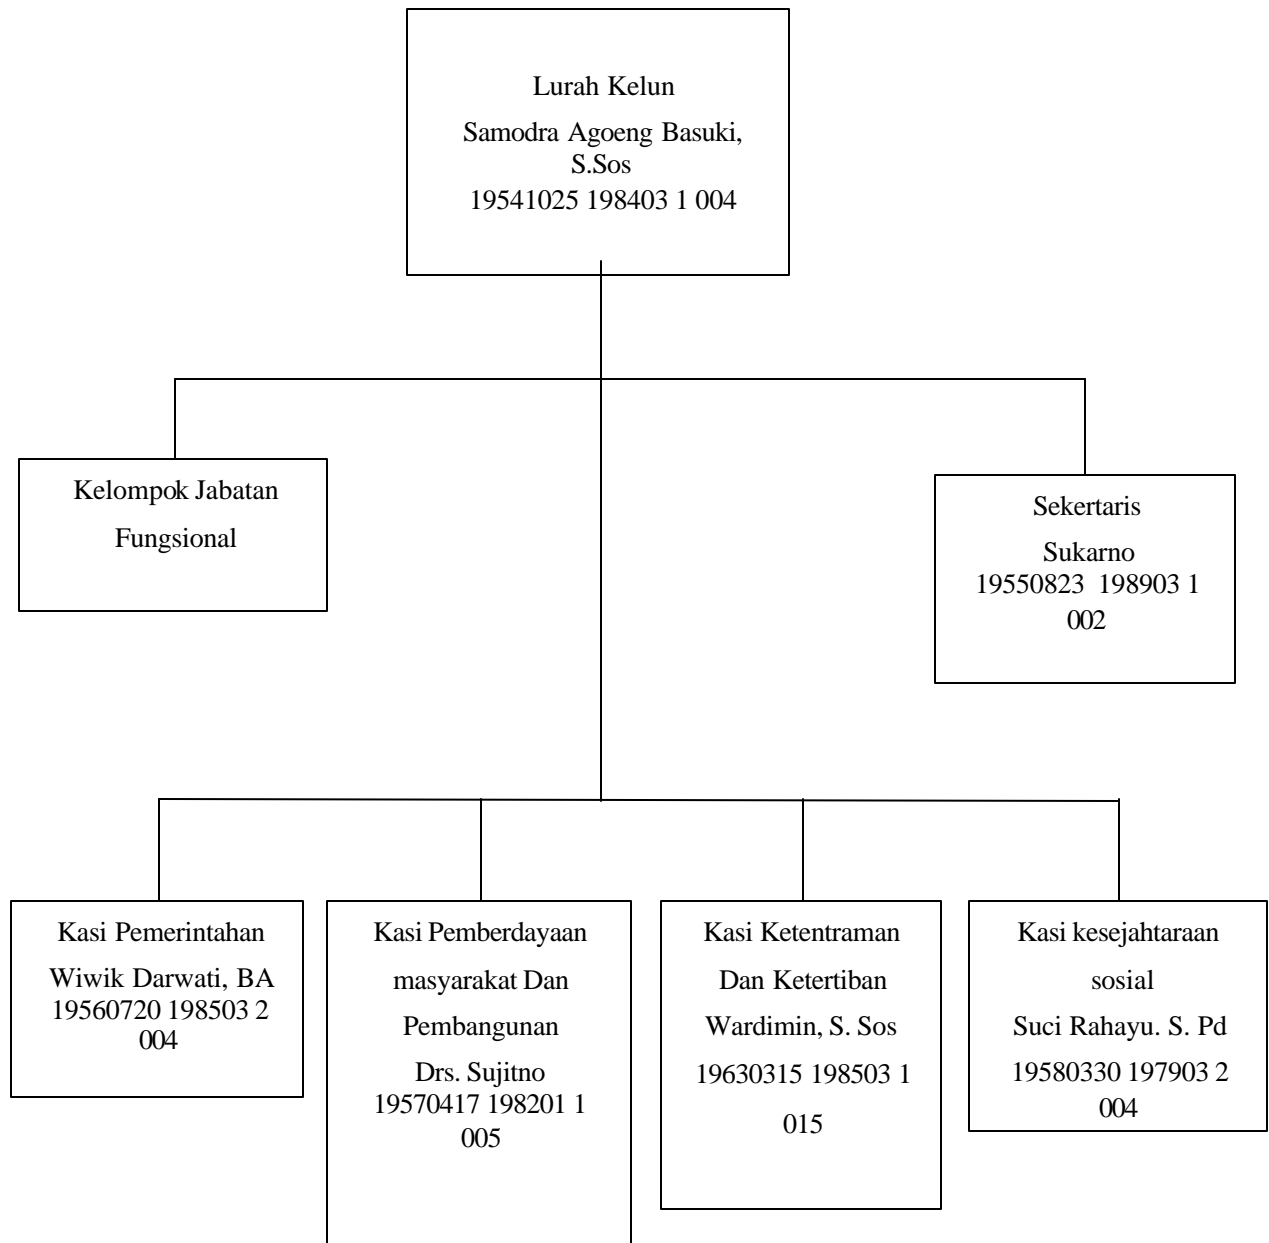 Lurah Kelun
Samodra Agoeng Basuki,
S.Sos
19541025 198403 1 004
Kelompok Jabatan
Fungsional
Sekertaris
Sukarno
19550823 198903 1
002
Kasi Pemerintahan
Wiwik Darwati, BA
19560720 198503 2
004
Kasi Pemberdayaan
masyarakat Dan
Pembangunan
Drs. Sujitno
19570417 198201 1
005
Kasi Ketentraman
Dan Ketertiban
Wardimin, S. Sos
19630315 198503 1
015
Kasi kesejahtaraan
sosial
Suci Rahayu. S. Pd
19580330 197903 2
004